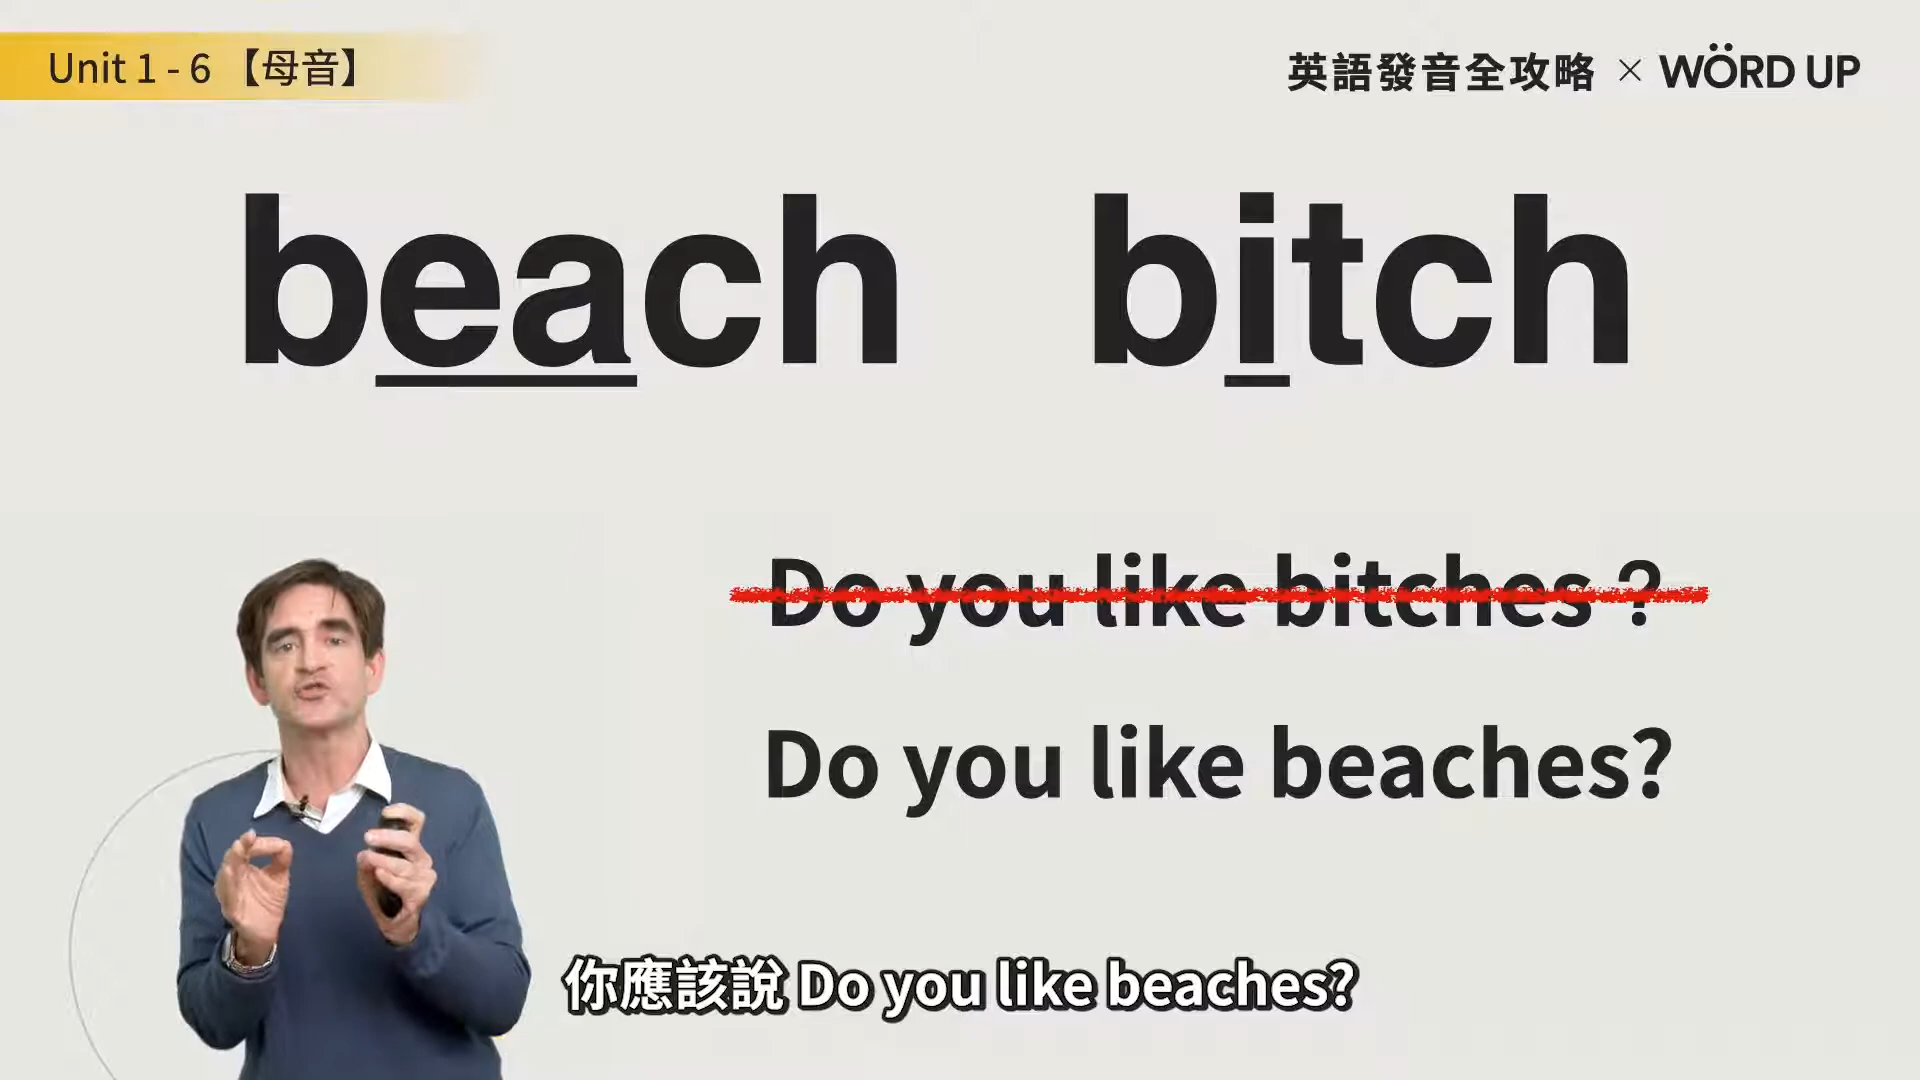 Unit 1 - 6 【母音】
英語發音全攻略 × WÖRD UP
beach bitch
Do you like bitches ?
Do you like beaches?
你應該說 Do you like beaches?